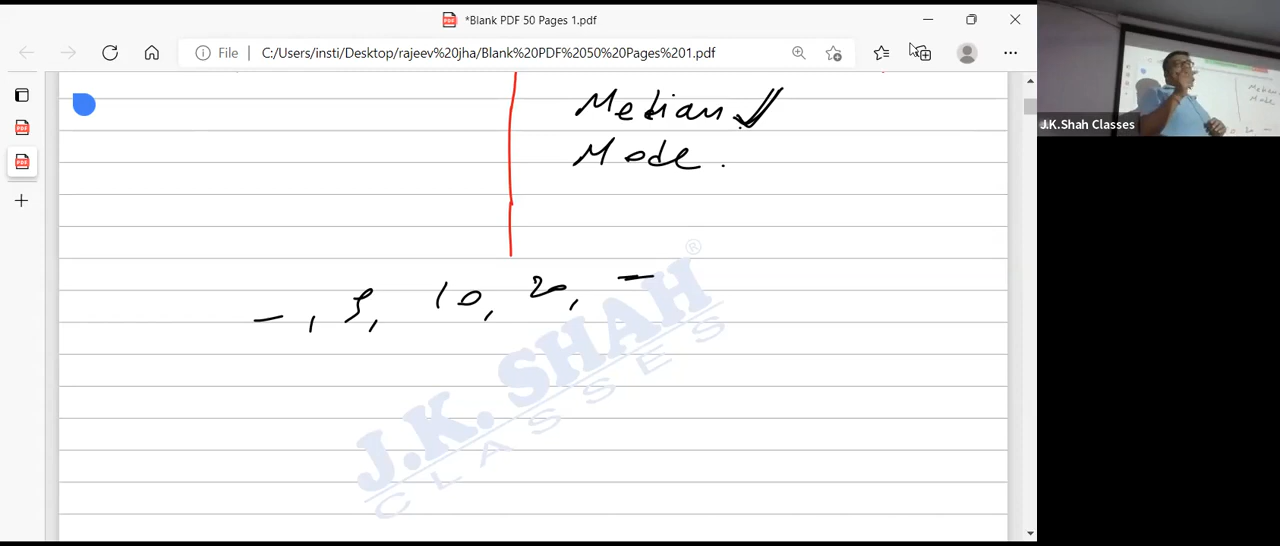 *Blank PDF 50 Pages 1.pdf
File C:/Users/insti/Desktop/rajeev%20jha/Blank%20PDF%2050%20Pages%201.pdf
J.K.Shah Classes
Median
Mode.
–, 5, 10, 20, –
J.K. SHAH®
CLASSES